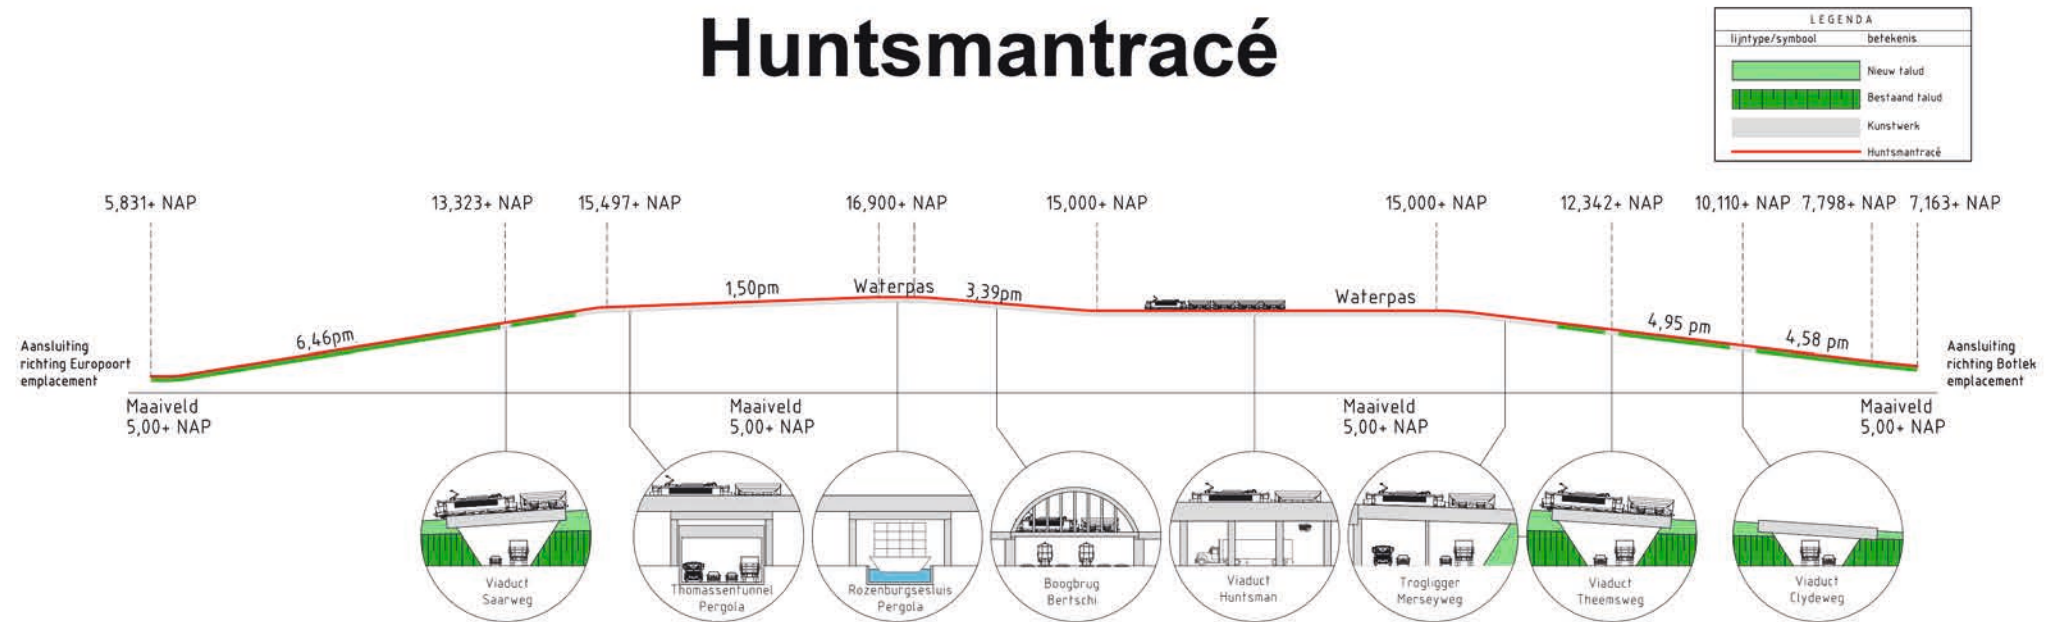 Huntsmantracé
LEGENDA
lijntype/symbool betekenis
Nieuw talud
Bestaand talud
Kunstwerk
Huntsmantracé
5,831+ NAP 13,323+ NAP 15,497+ NAP 16,900+ NAP 15,000+ NAP 15,000+ NAP 12,342+ NAP 10,110+ NAP 7,798+ NAP 7,163+ NAP
6,46pm
1,50pm
Waterpas
3,39pm
Waterpas
4,95 pm
4,58 pm
Aansluiting
richting Europoort
emplacement
Aansluiting
richting Botlek
emplacement
Maaiveld
5,00+ NAP
Maaiveld
5,00+ NAP
Maaiveld
5,00+ NAP
Maaiveld
5,00+ NAP
Viaduct
Saarweg
Thomassentunnel
Pergola
Rozenburgsesluis
Pergola
Boogbrug
Bertschi
Viaduct
Huntsman
Trogligger
Merseyweg
Viaduct
Theemsweg
Viaduct
Clydeweg